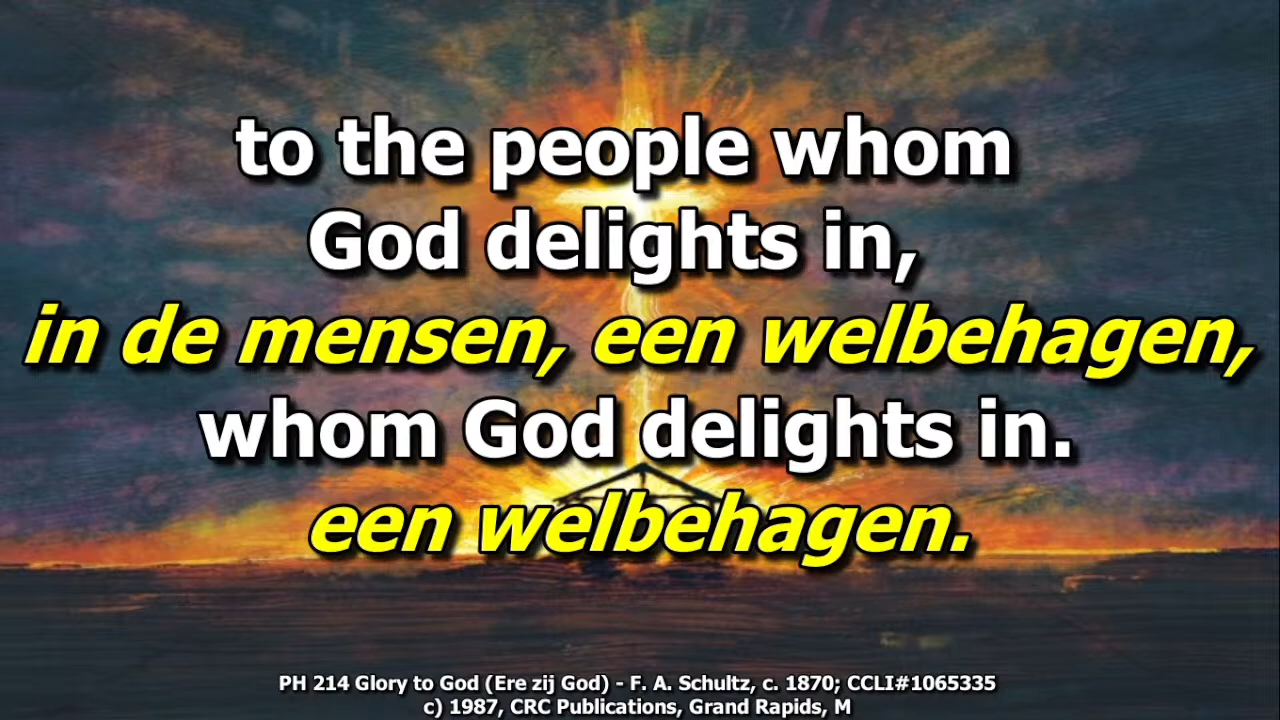 to the people whom
God delights in,
in de mensen, een welbehagen,
whom God delights in.
een welbehagen.
PH 214 Glory to God (Ere zij God) - F. A. Schultz, c. 1870; CCLI#1065335
c) 1987, CRC Publications, Grand Rapids, M